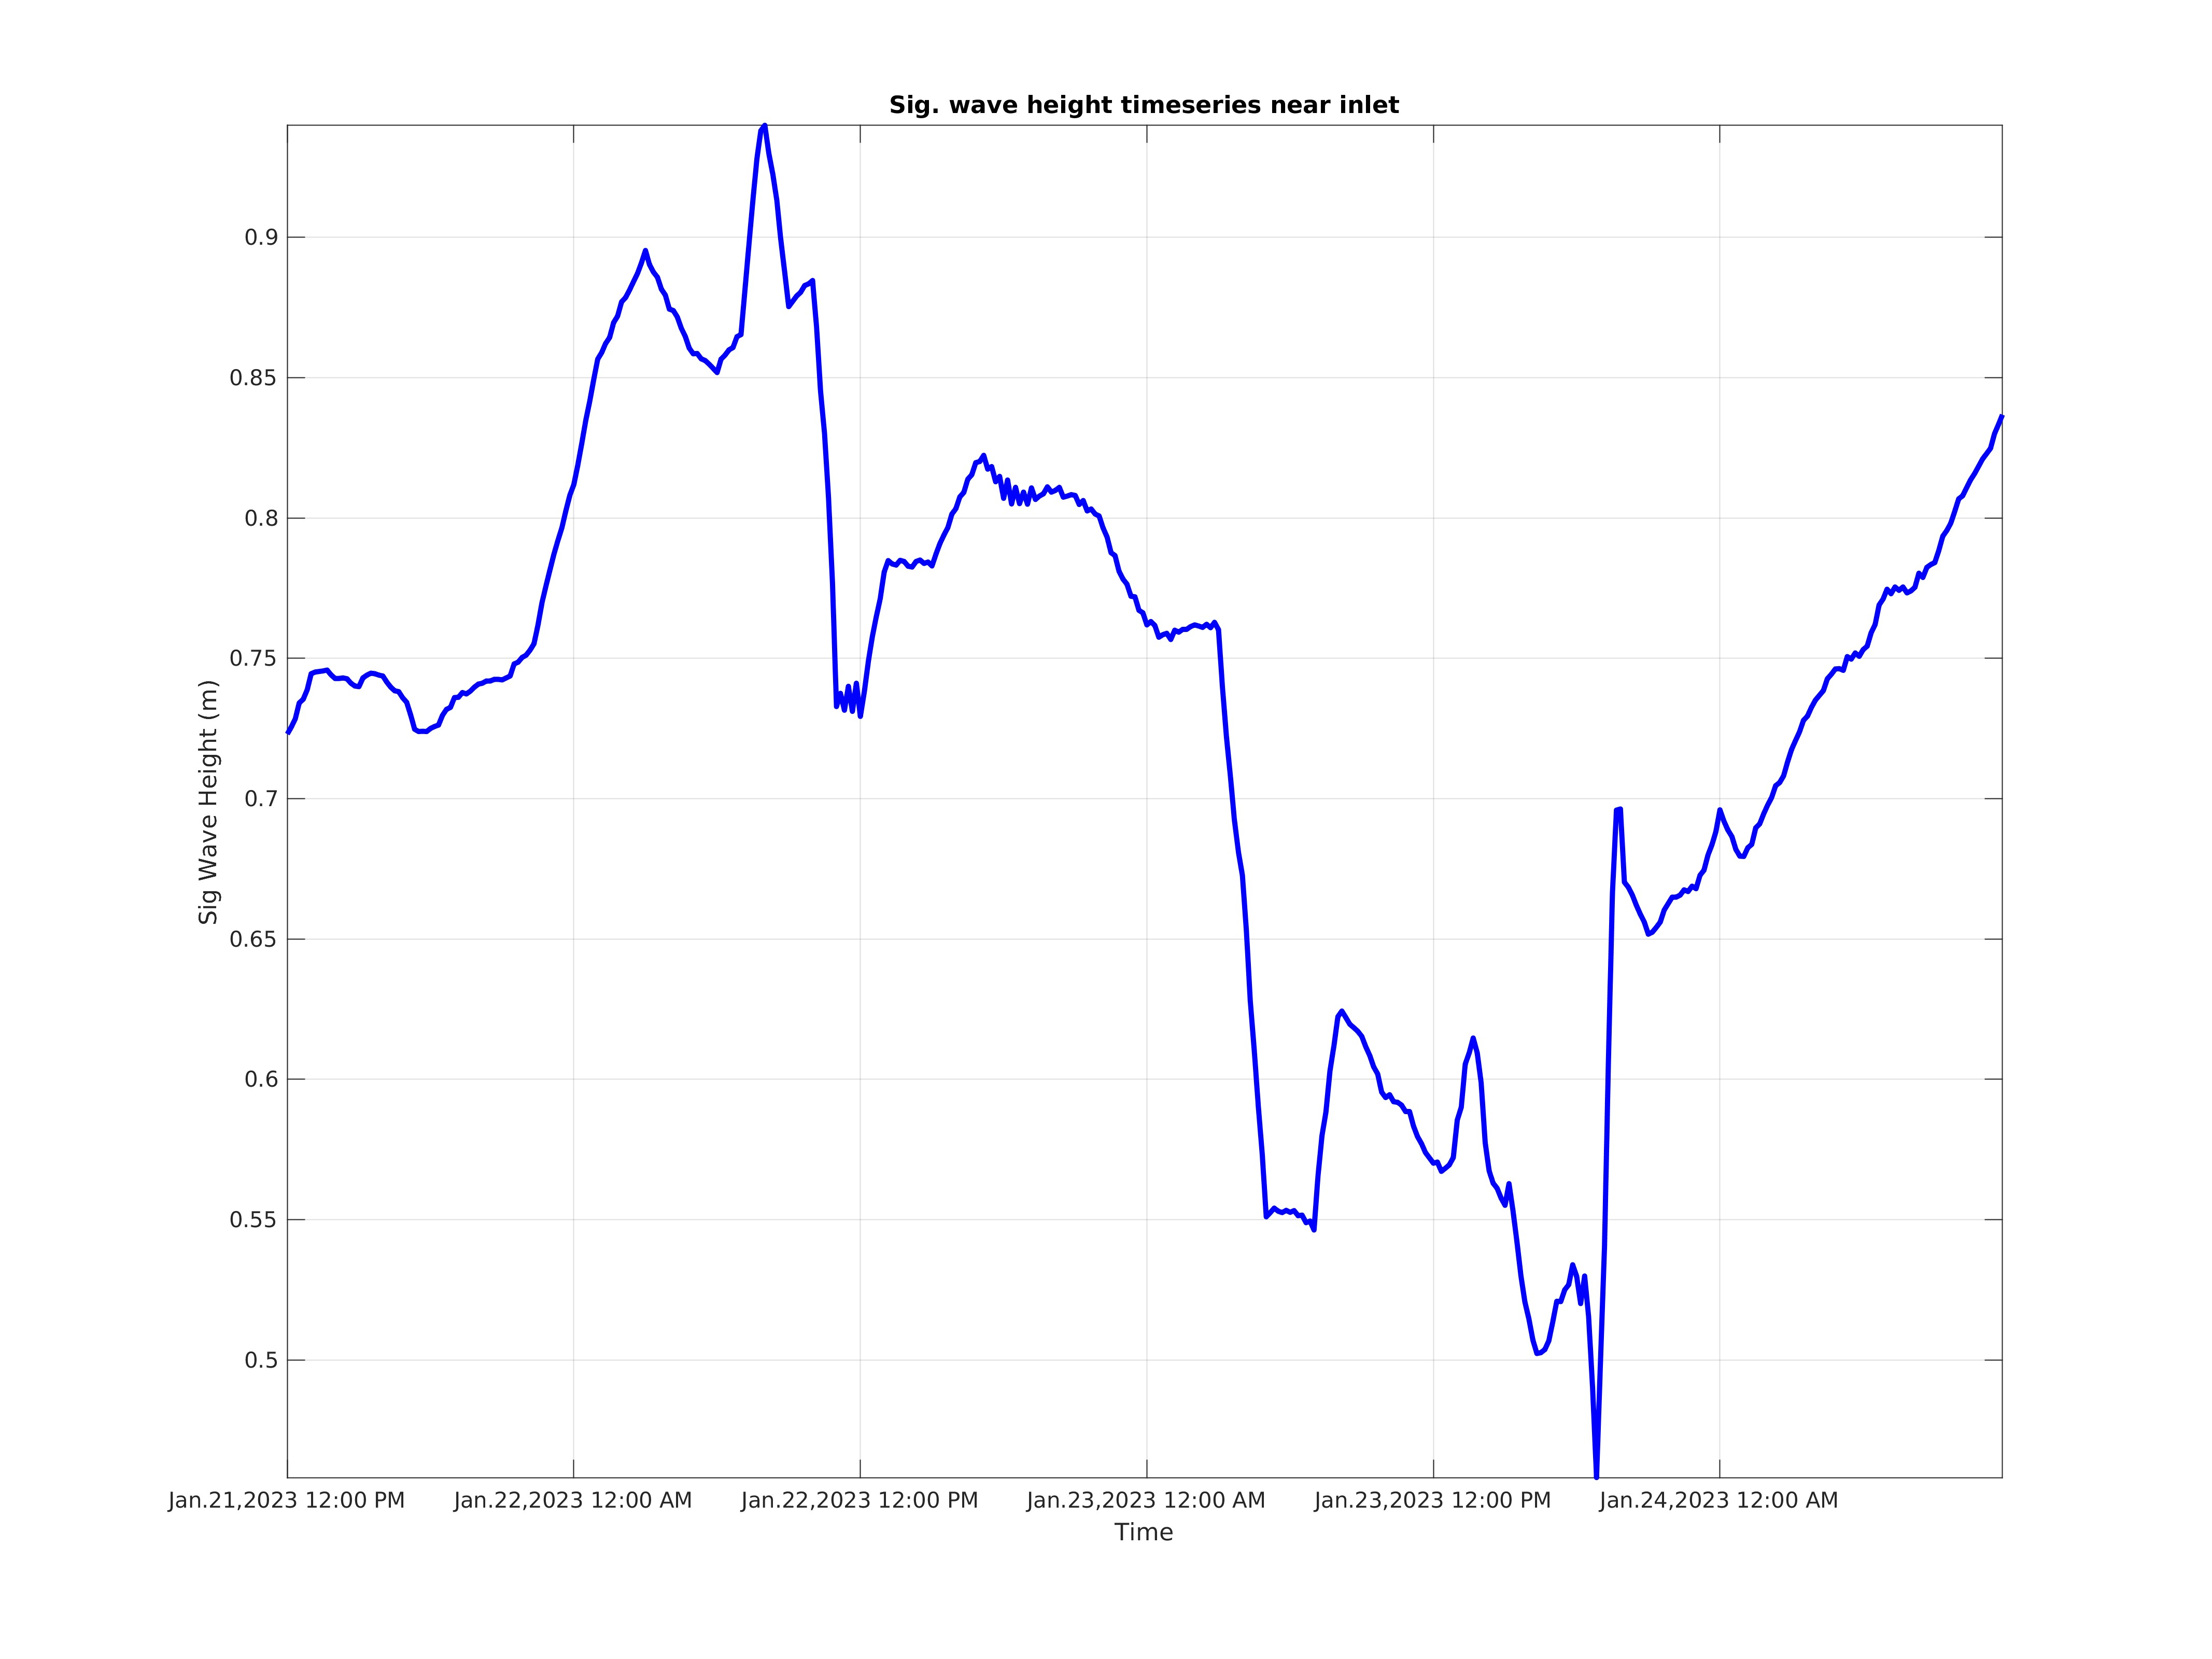 Sig. wave height timeseries near inlet
0.9
0.85
0.8
0.75
0.7
0.65
0.6
0.55
0.5
Sig Wave Height (m)
Jan.21,2023 12:00 PM
Jan.22,2023 12:00 AM
Jan.22,2023 12:00 PM
Jan.23,2023 12:00 AM
Jan.23,2023 12:00 PM
Jan.24,2023 12:00 AM
Time